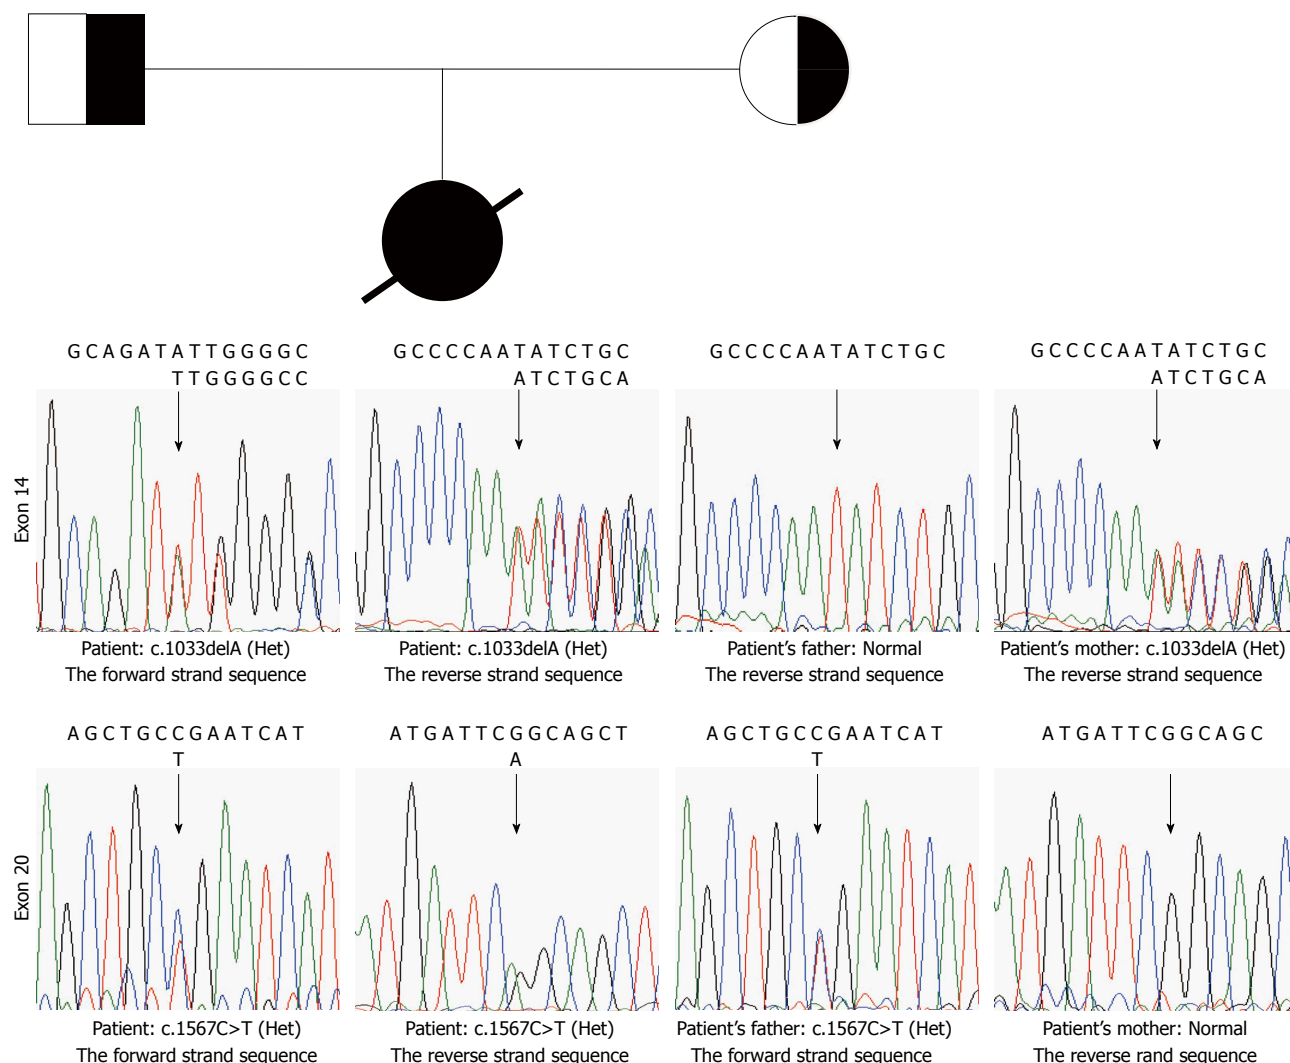 G C A G A T A T T G G G G C
T T G G G G C C
G C C C C A A T A T C T G C
A T C T G C A
G C C C C A A T A T C T G C
G C C C C A A T A T C T G C
A T C T G C A
Exon 14
Patient: c.1033delA (Het)
The forward strand sequence
Patient: c.1033delA (Het)
The reverse strand sequence
Patient's father: Normal
The reverse strand sequence
Patient's mother: c.1033delA (Het)
The reverse strand sequence
A G C T G C C G A A T C A T
T
A T G A T T C G G C A G C T
A
A G C T G C C G A A T C A T
T
A T G A T T C G G C A G C
Exon 20
Patient: c.1567C>T (Het)
The forward strand sequence
Patient: c.1567C>T (Het)
The reverse strand sequence
Patient's father: c.1567C>T (Het)
The forward strand sequence
Patient's mother: Normal
The reverse rand sequence